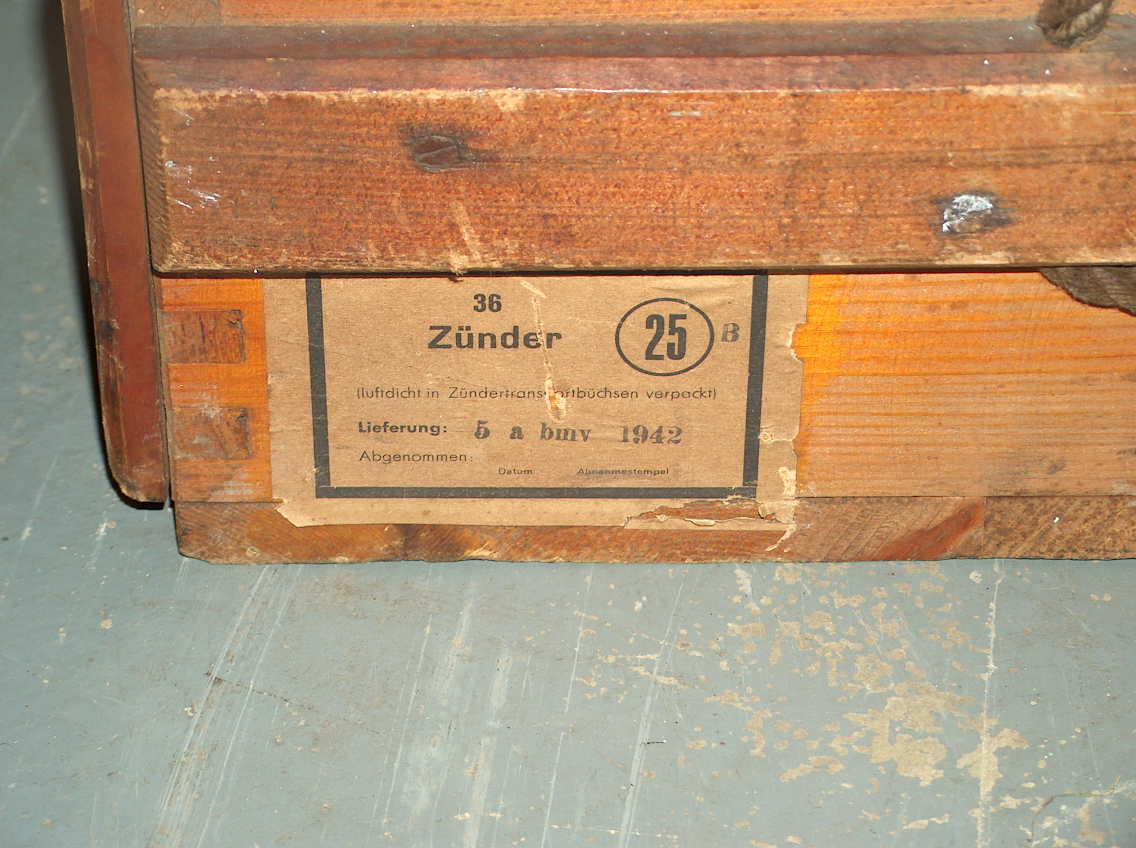 36
Zünder 25 B
(luftdicht in Zündertransportbüchsen verpackt)
Lieferung: 5 a bmv 1942
Abgenommen:
Datum Abnahmestempel